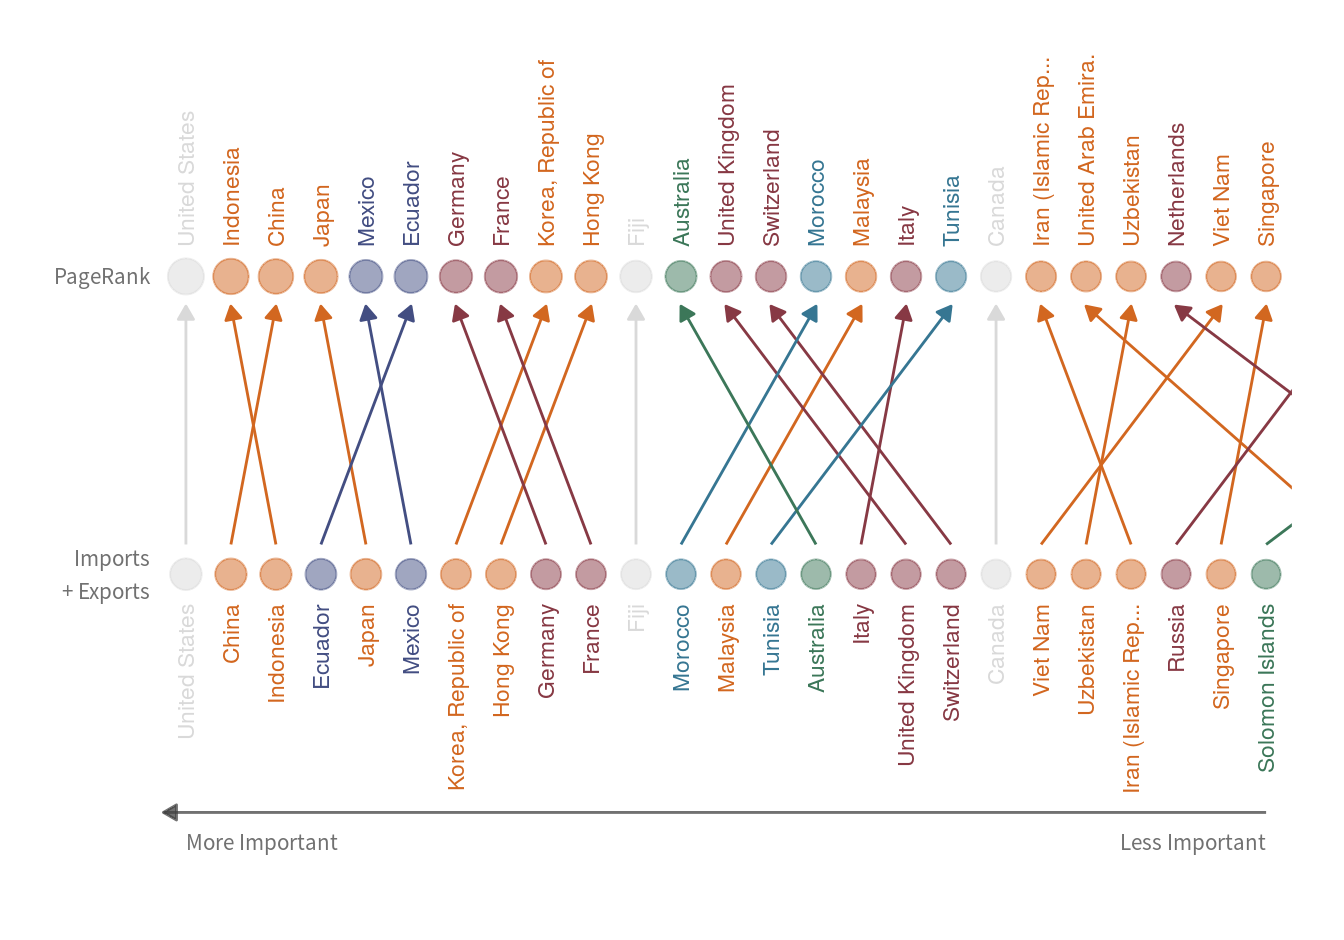 United States
Indonesia
China
Japan
Mexico
Ecuador
Germany
France
Korea, Republic of
Hong Kong
Fiji
Australia
United Kingdom
Switzerland
Morocco
Malaysia
Italy
Tunisia
Canada
Iran (Islamic Rep...
United Arab Emira.
Uzbekistan
Netherlands
Viet Nam
Singapore
PageRank
Imports
+ Exports
United States
China
Indonesia
Ecuador
Japan
Mexico
Korea, Republic of
Hong Kong
Germany
France
Fiji
Morocco
Malaysia
Tunisia
Australia
Italy
United Kingdom
Switzerland
Canada
Viet Nam
Uzbekistan
Iran (Islamic Rep...
Russia
Singapore
Solomon Islands
More Important
Less Important